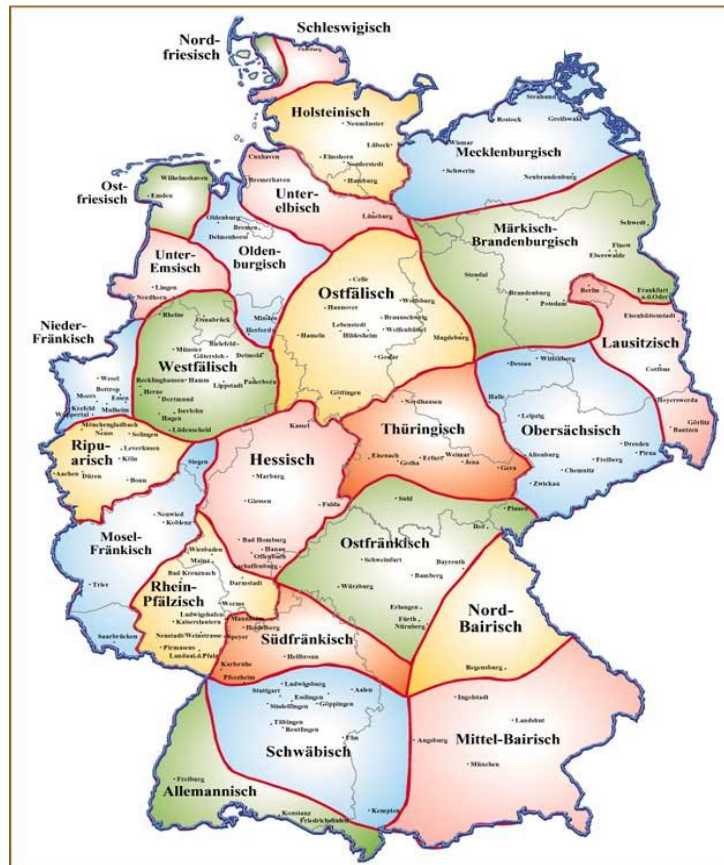 Schleswigisch
Nord-
friesisch
Flensburg
Holsteinisch
Neumünster
Lübeck
Elmshorn
Norderstedt
Hamburg
Stralsund
Rostock
Greifswald
Wismar
Mecklenburgisch
Schwerin
Neubrandenburg
Cuxhaven
Bremerhaven
Unter-
elbisch
Lüneburg
Wilhelmshaven
Ost-
friesisch
Emden
Oldenburg
Bremen
Delmenhorst
Olden-
burgisch
Märkisch-
Brandenburgisch
Schwedt
Finow
Eberswalde
Stendal
Brandenburg
Potsdam
Berlin
Frankfurt
a.d.Oder
Unter-
Emsisch
Lingen
Nordhorn
Minden
Herford
Celle
Ostfälisch
Hannover
Wolfsburg
Braunschweig
Lebenstedt
Wolfenbüttel
Hameln
Hildesheim
Magdeburg
Goslar
Göttingen
Eisenhüttenstadt
Lausitzisch
Cottbus
Hoyerswerda
Görlitz
Bautzen
Nieder-
Fränkisch
Rheine
Osnabrück
Bielefeld
Münster
Gütersloh
Detmold
Westfälisch
Recklinghausen
Hamm
Paderborn
Lippstadt
Herne
Dortmund
Iserlohn
Hagen
Lüdenscheid
Wesel
Bottrop
Moers
Essen
Krefeld
Mülheim
Wuppertal
Mönchengladbach
Neuss
Solingen
Ripu-
arisch
Leverkusen
Köln
Aachen
Düren
Bonn
Dessau
Wittenberg
Halle
Leipzig
Obersächsisch
Altenburg
Dresden
Freiberg
Pirna
Chemnitz
Zwickau
Nordhausen
Thüringisch
Eisenach
Gotha
Erfurt
Weimar
Jena
Gera
Kassel
Siegen
Hessisch
Marburg
Giessen
Fulda
Bad Homburg
Hanau
Offenbach
Aschaffenburg
Neuwied
Koblenz
Mosel-
Fränkisch
Trier
Saarbrücken
Suhl
Plauen
Hof
Ostfränkisch
Schweinfurt
Bayreuth
Bamberg
Würzburg
Erlangen
Fürth
Nürnberg
Wiesbaden
Mainz
Bad Kreuznach
Darmstadt
Rhein-
Pfälzisch
Worms
Ludwigshafen
Kaiserslautern
Mannheim
Heidelberg
Neustadt/Weinstrasse
Speyer
Pirmasens
Landau i.d.Pfalz
Südfränkisch
Heilbronn
Karlsruhe
Pforzheim
Nord-
Bairisch
Regensburg
Ludwigsburg
Stuttgart
Aalen
Esslingen
Göppingen
Sindelfingen
Tübingen
Reutlingen
Ulm
Schwäbisch
Kempten
Ingolstadt
Landshut
Augsburg
Mittel-Bairisch
München
Freiburg
Allemannisch
Konstanz
Friedrichshafen